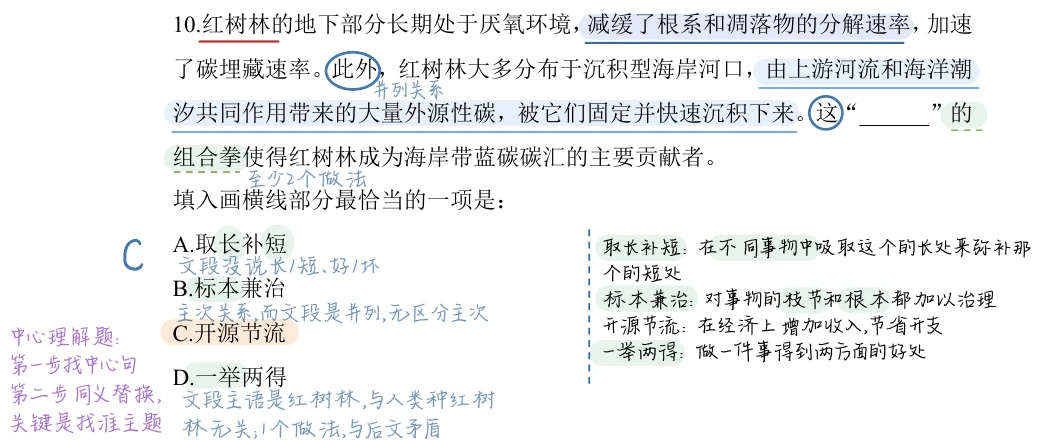 10.红树林的地下部分长期处于厌氧环境，减缓了根系和凋落物的分解速率，加速
了碳埋藏速率。此外，红树林大多分布于沉积型海岸河口，由上游河流和海洋潮
并列关系
汐共同作用带来的大量外源性碳，被它们固定并快速沉积下来。这“______”的
组合拳使得红树林成为海岸带蓝碳碳汇的主要贡献者。
至少2个做法
填入画横线部分最恰当的一项是：
C
A.取长补短
文段没说长/短、好/坏
B.标本兼治
主次关系,而文段是并列,无区分主次
C.开源节流
D.一举两得
文段主语是红树林,与人类种红树
林无关;1个做法,与后文矛盾
取长补短: 在不同事物中吸取这个的长处来弥补那
个的短处
标本兼治: 对事物的枝节和根本都加以治理
开源节流: 在经济上增加收入,节省开支
一举两得: 做一件事得到两方面的好处
中心理解题:
第一步找中心句
第二步同义替换,
关键是找准主题